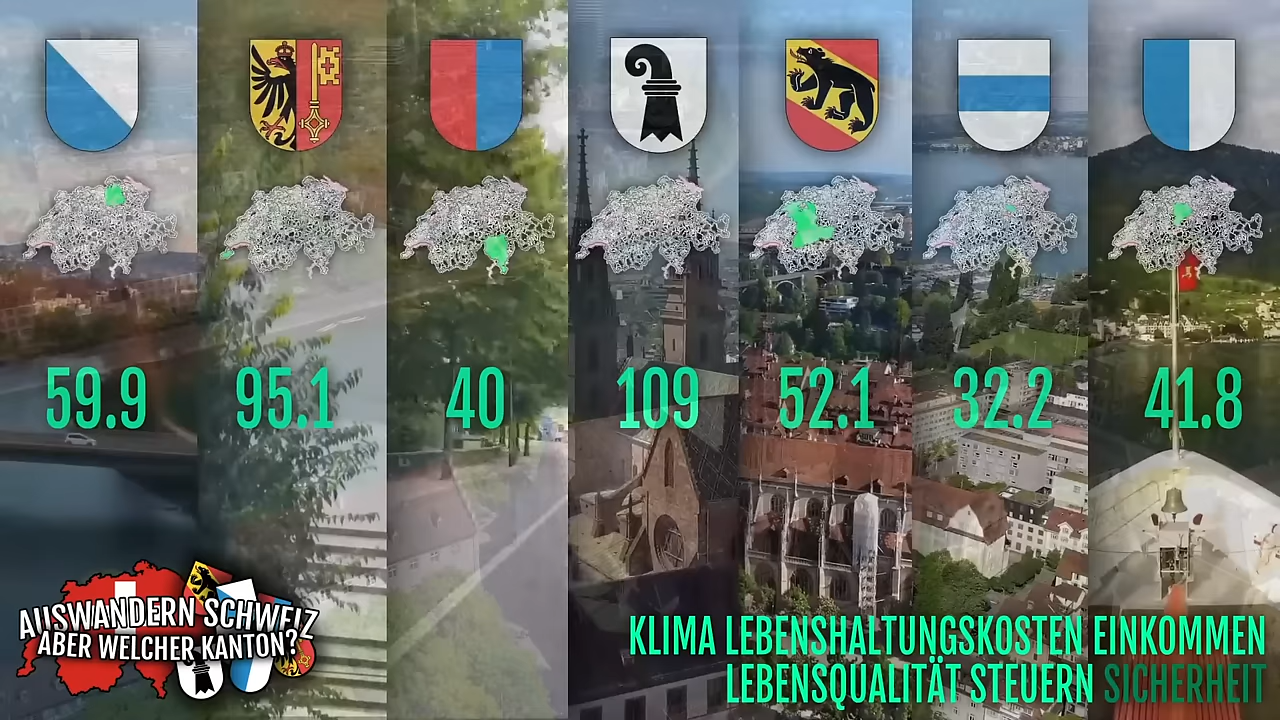 59.9 95.1 40 109 52.1 32.2 41.8
AUSWANDERN SCHWEIZ
ABER WELCHER KANTON?
KLIMA LEBENSHALTUNGSKOSTEN EINKOMMEN
LEBENSQUALITÄT STEUERN SICHERHEIT